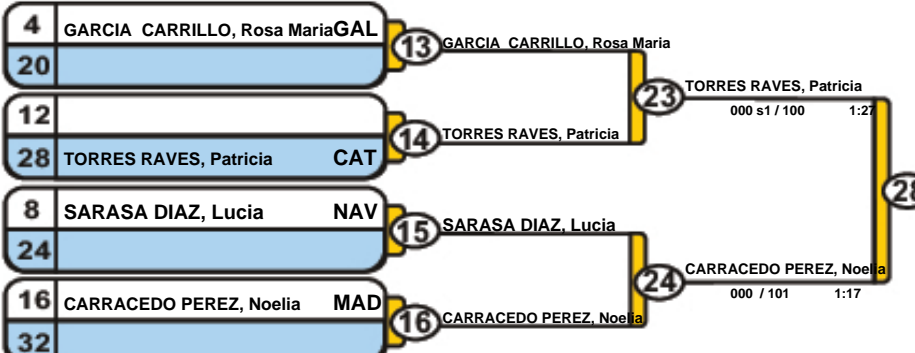 4 GARCIA CARRILLO, Rosa Maria GAL
20
13 GARCIA CARRILLO, Rosa Maria
12
28 TORRES RAVES, Patricia CAT
14 TORRES RAVES, Patricia
23 TORRES RAVES, Patricia
000 s1 / 100 1:27
8 SARASA DIAZ, Lucia NAV
24
15 SARASA DIAZ, Lucia
16 CARRACEDO PEREZ, Noelia MAD
32
16 CARRACEDO PEREZ, Noelia
24 CARRACEDO PEREZ, Noelia
000 / 101 1:17
28